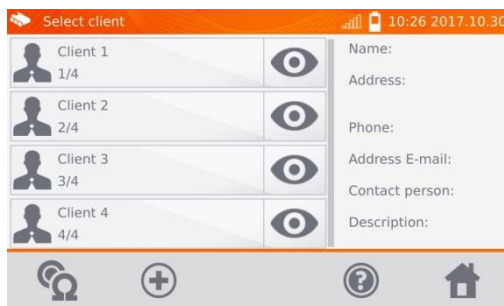 Select client
10:26 2017.10.30
Client 1
1/4
Client 2
2/4
Client 3
3/4
Client 4
4/4
Name:
Address:
Phone:
Address E-mail:
Contact person:
Description: